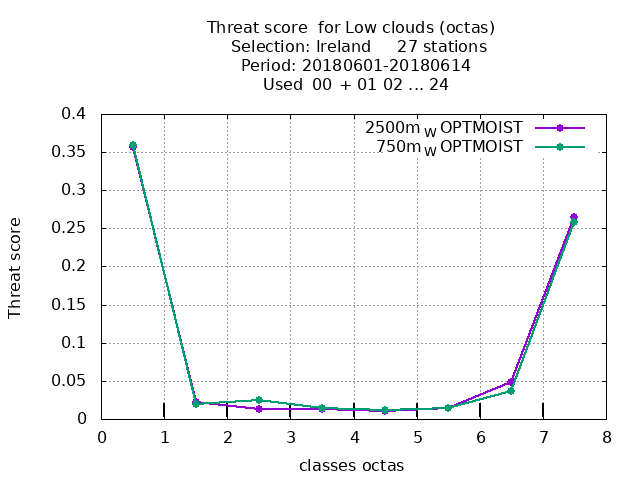 Threat score  for Low clouds (octas)
Selection: Ireland     27 stations
Period: 20180601-20180614
Used  00 + 01 02 ... 24
2500m W OPTMOIST
750m W OPTMOIST
0.4
0.35
0.3
0.25
0.2
0.15
0.1
0.05
0
Threat score
0 1 2 3 4 5 6 7 8
classes octas